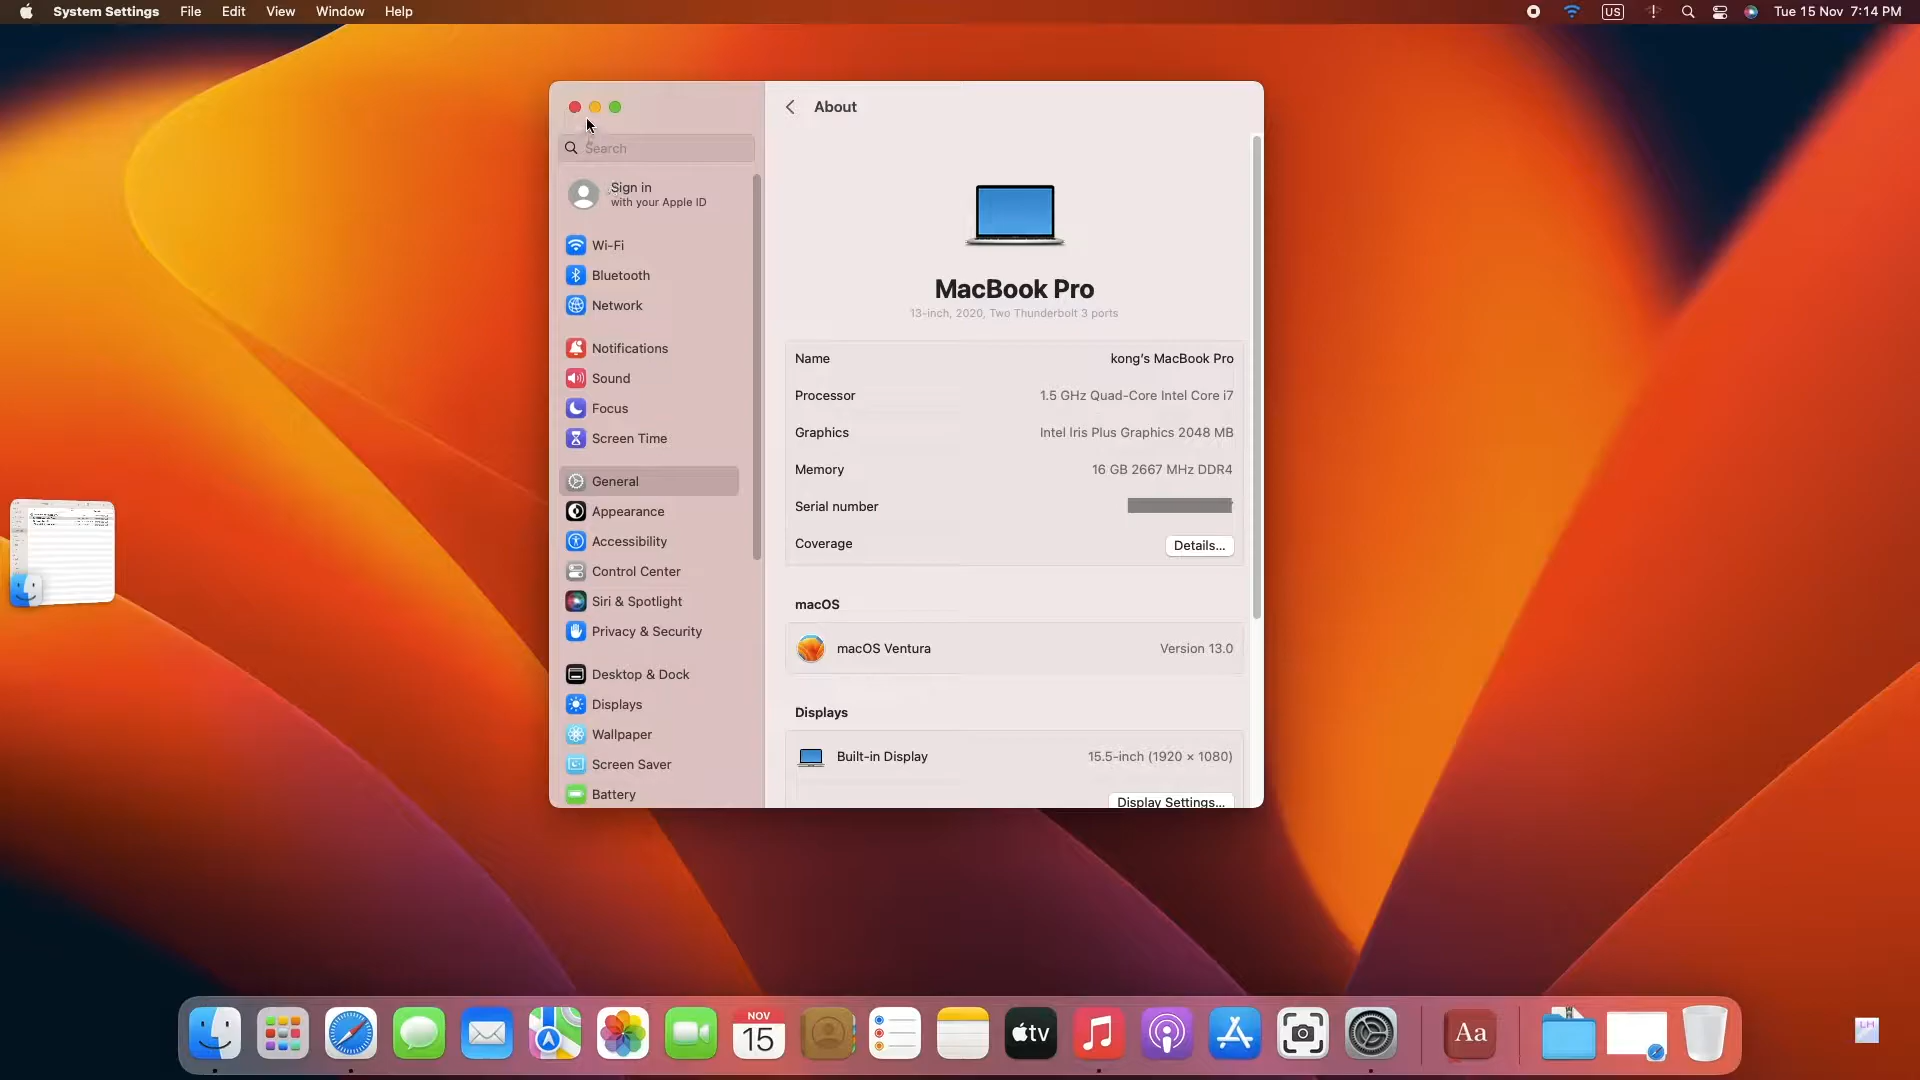 System Settings File Edit View Window Help US Tue 15 Nov 7:14 PM
About
Search
Sign in
with your Apple ID
Wi-Fi
Bluetooth
Network
Notifications
Sound
Focus
Screen Time
General
Appearance
Accessibility
Control Center
Siri & Spotlight
Privacy & Security
Desktop & Dock
Displays
Wallpaper
Screen Saver
Battery
MacBook Pro
13-inch, 2020, Two Thunderbolt 3 ports
Name kong's MacBook Pro
Processor 1.5 GHz Quad-Core Intel Core i7
Graphics Intel Iris Plus Graphics 2048 MB
Memory 16 GB 2667 MHz DDR4
Serial number
Coverage Details...
macOS
macOS Ventura Version 13.0
Displays
Built-in Display 15.5-inch (1920 × 1080)
Display Settings...
NOV
15
tv
Aa
LH